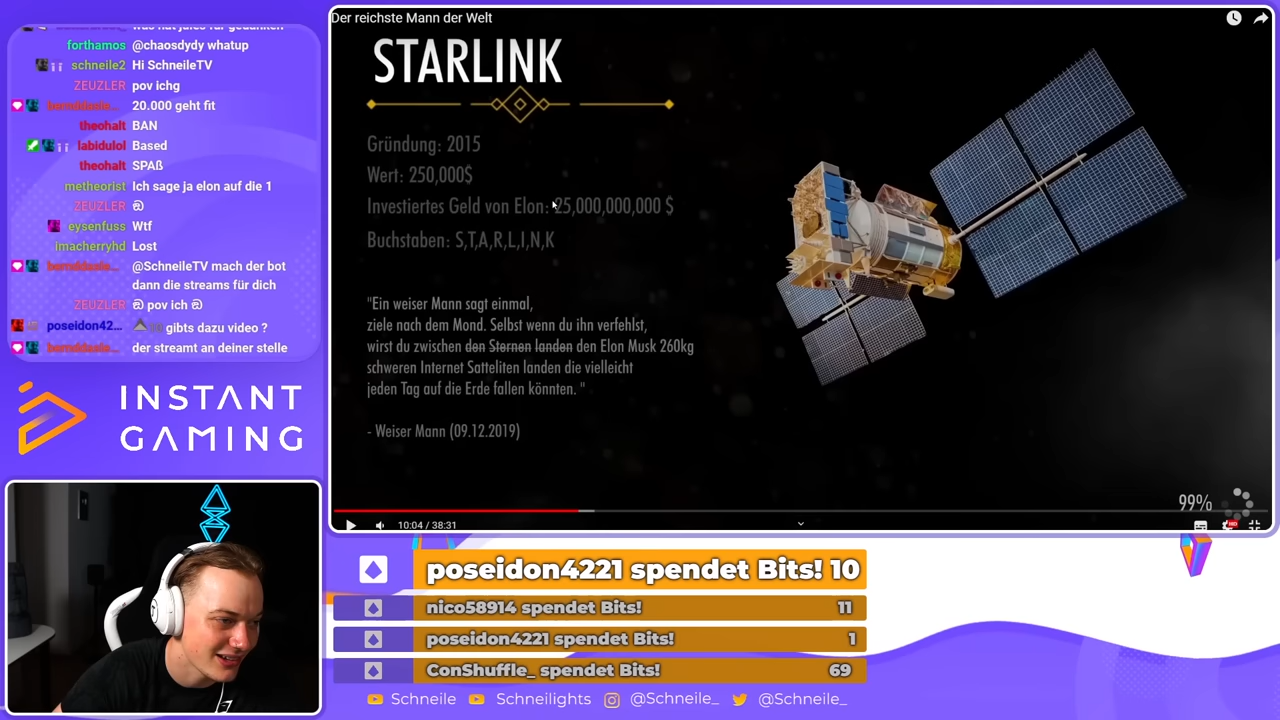 forthamos @chaosdydy whatup
schneile2 Hi SchneileTV
ZEUZLER pov ichg
20.000 geht fit
theohalt BAN
labidulol Based
theohalt SPAß
metheorist Ich sage ja elon auf die 1
ZEUZLER
eysenfuss Wtf
imacherryhd Lost
@SchneileTV mach der bot
dann die streams für dich
ZEUZLER pov ich
poseidon42... gibts dazu video ?
der streamt an deiner stelle
INSTANT
GAMING
Der reichste Mann der Welt
STARLINK
Gründung: 2015
Wert: 250,000$
Investiertes Geld von Elon: 25,000,000,000 $
Buchstaben: S,T,A,R,L,I,N,K
"Ein weiser Mann sagt einmal,
ziele nach dem Mond. Selbst wenn du ihn verfehlst,
wirst du zwischen den Sternen landen den Elon Musk 260kg
schweren Internet Satteliten landen die vielleicht
jeden Tag auf die Erde fallen könnten. "
- Weiser Mann (09.12.2019)
99%
10:04 / 38:31
HD
poseidon4221 spendet Bits! 10
nico58914 spendet Bits! 11
poseidon4221 spendet Bits! 1
ConShuffle_ spendet Bits! 69
Schneile Schneilights @Schneile_ @Schneile_